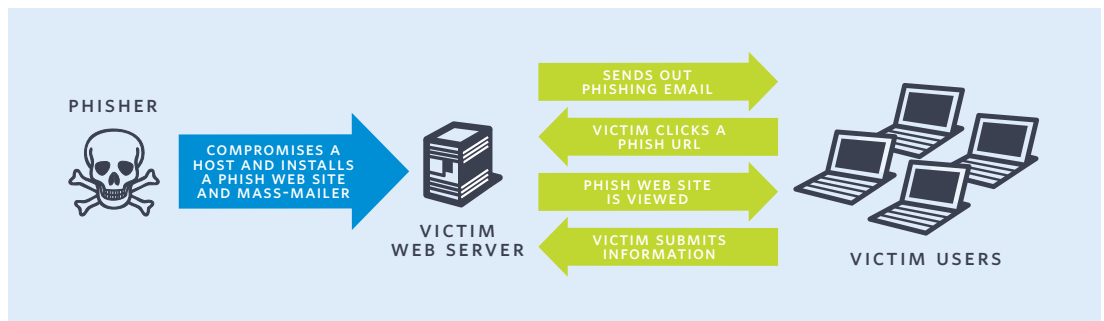 PHISHER
COMPROMISES A
HOST AND INSTALLS
A PHISH WEB SITE
AND MASS-MAILER
VICTIM
WEB SERVER
SENDS OUT
PHISHING EMAIL
VICTIM CLICKS A
PHISH URL
PHISH WEB SITE
IS VIEWED
VICTIM SUBMITS
INFORMATION
VICTIM USERS